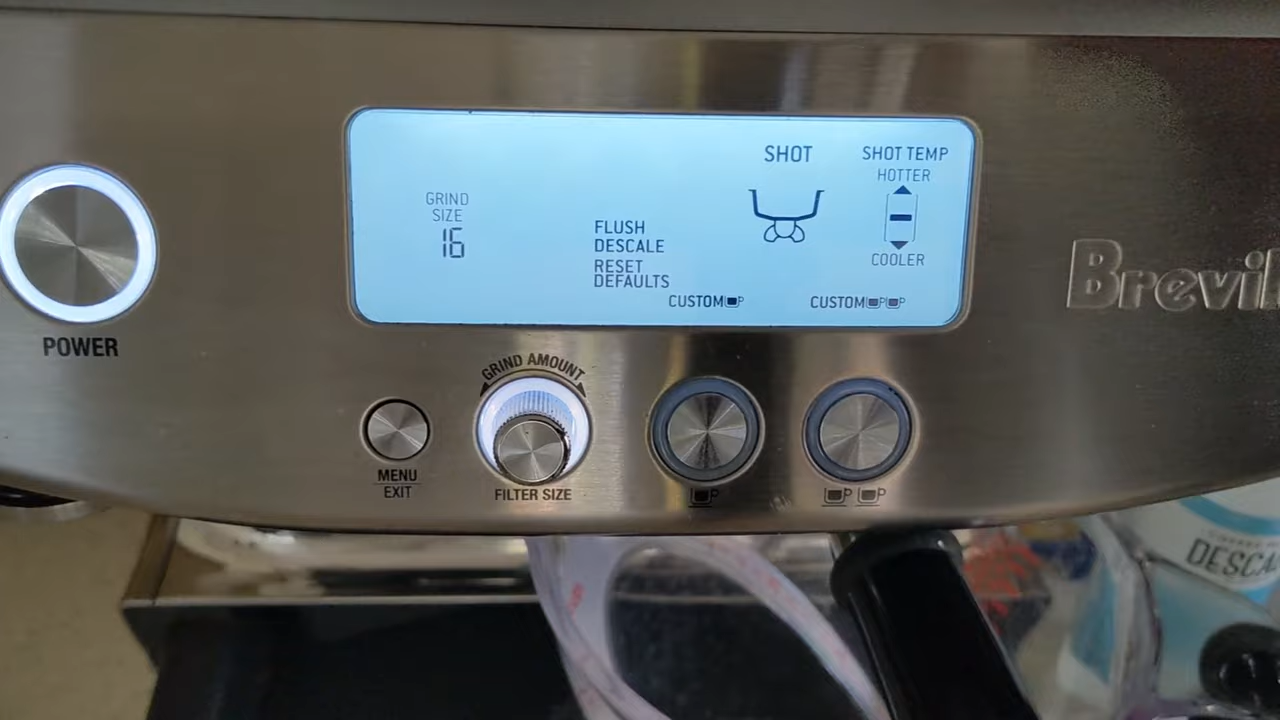 SHOT
SHOT TEMP
HOTTER
COOLER
GRIND
SIZE
16
FLUSH
DESCALE
RESET
DEFAULTS
CUSTOM
CUSTOM
Brevil
POWER
GRIND AMOUNT
FILTER SIZE
MENU
EXIT
DESCA